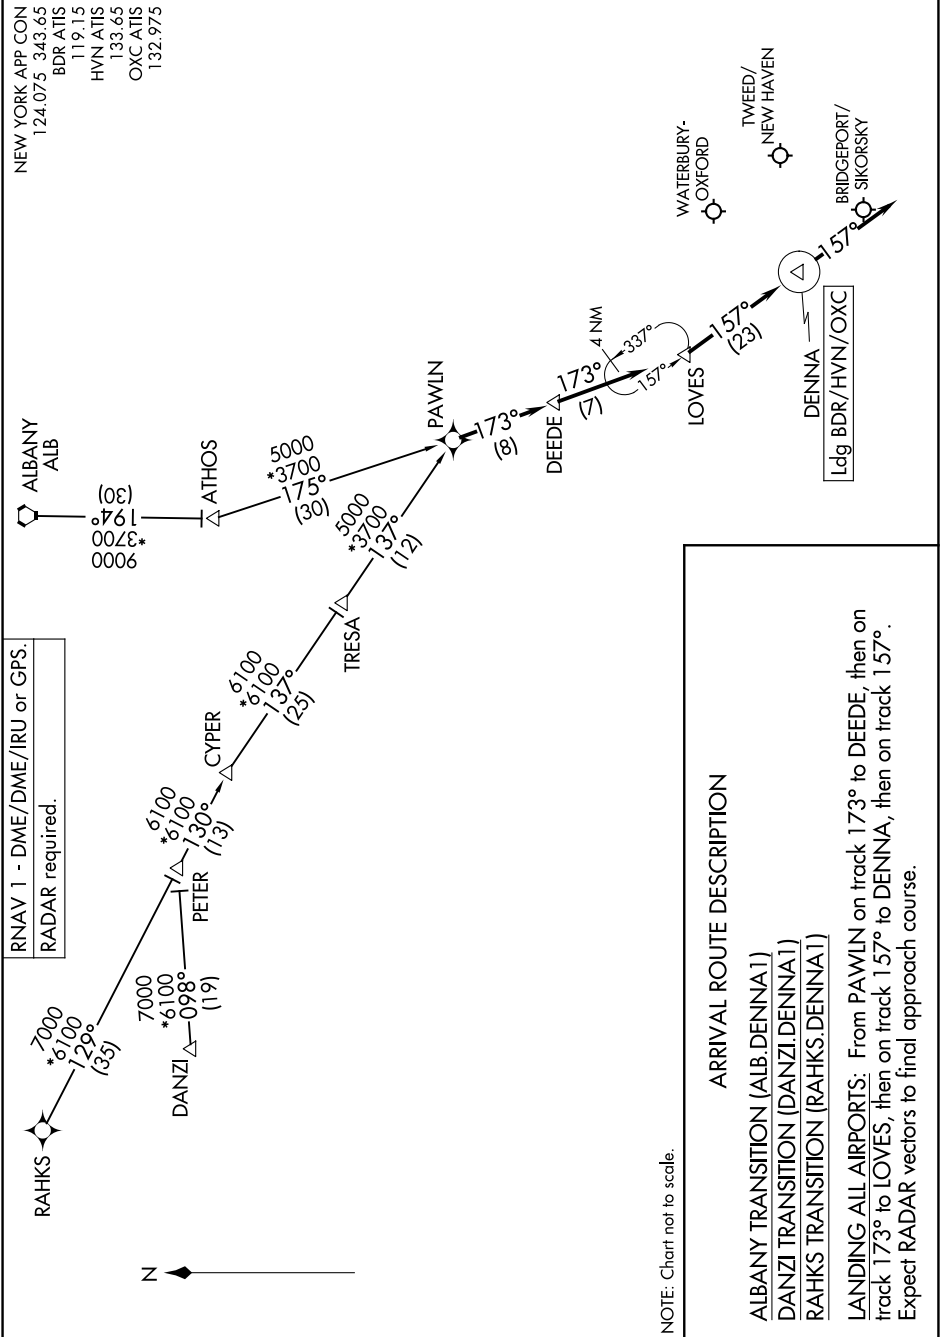 NEW YORK APP CON
124.075 343.65
BDR ATIS
119.15
HVN ATIS
133.65
OXC ATIS
132.975
RNAV 1 - DME/DME/IRU or GPS.
RADAR required.
ALBANY
ALB
9000
*3700
194°
(30)
ATHOS
5000
*3700
175°
(30)
RAHKS
7000
*6100
129°
(35)
DANZI
7000
*6100
098°
(19)
PETER
6100
*6100
130°
(13)
CYPER
6100
*6100
137°
(25)
TRESA
5000
*3700
137°
(12)
PAWLN
173°
(8)
DEEDE
173°
(7)
4 NM
337°
157°
LOVES
157°
(23)
DENNA
Ldg BDR/HVN/OXC
157°
WATERBURY-
OXFORD
TWEED/
NEW HAVEN
BRIDGEPORT/
SIKORSKY
N
NOTE: Chart not to scale.
ARRIVAL ROUTE DESCRIPTION
ALBANY TRANSITION (ALB.DENNA1)
DANZI TRANSITION (DANZI.DENNA1)
RAHKS TRANSITION (RAHKS.DENNA1)
LANDING ALL AIRPORTS: From PAWLN on track 173° to DEEDE, then on
track 173° to LOVES, then on track 157° to DENNA, then on track 157°.
Expect RADAR vectors to final approach course.